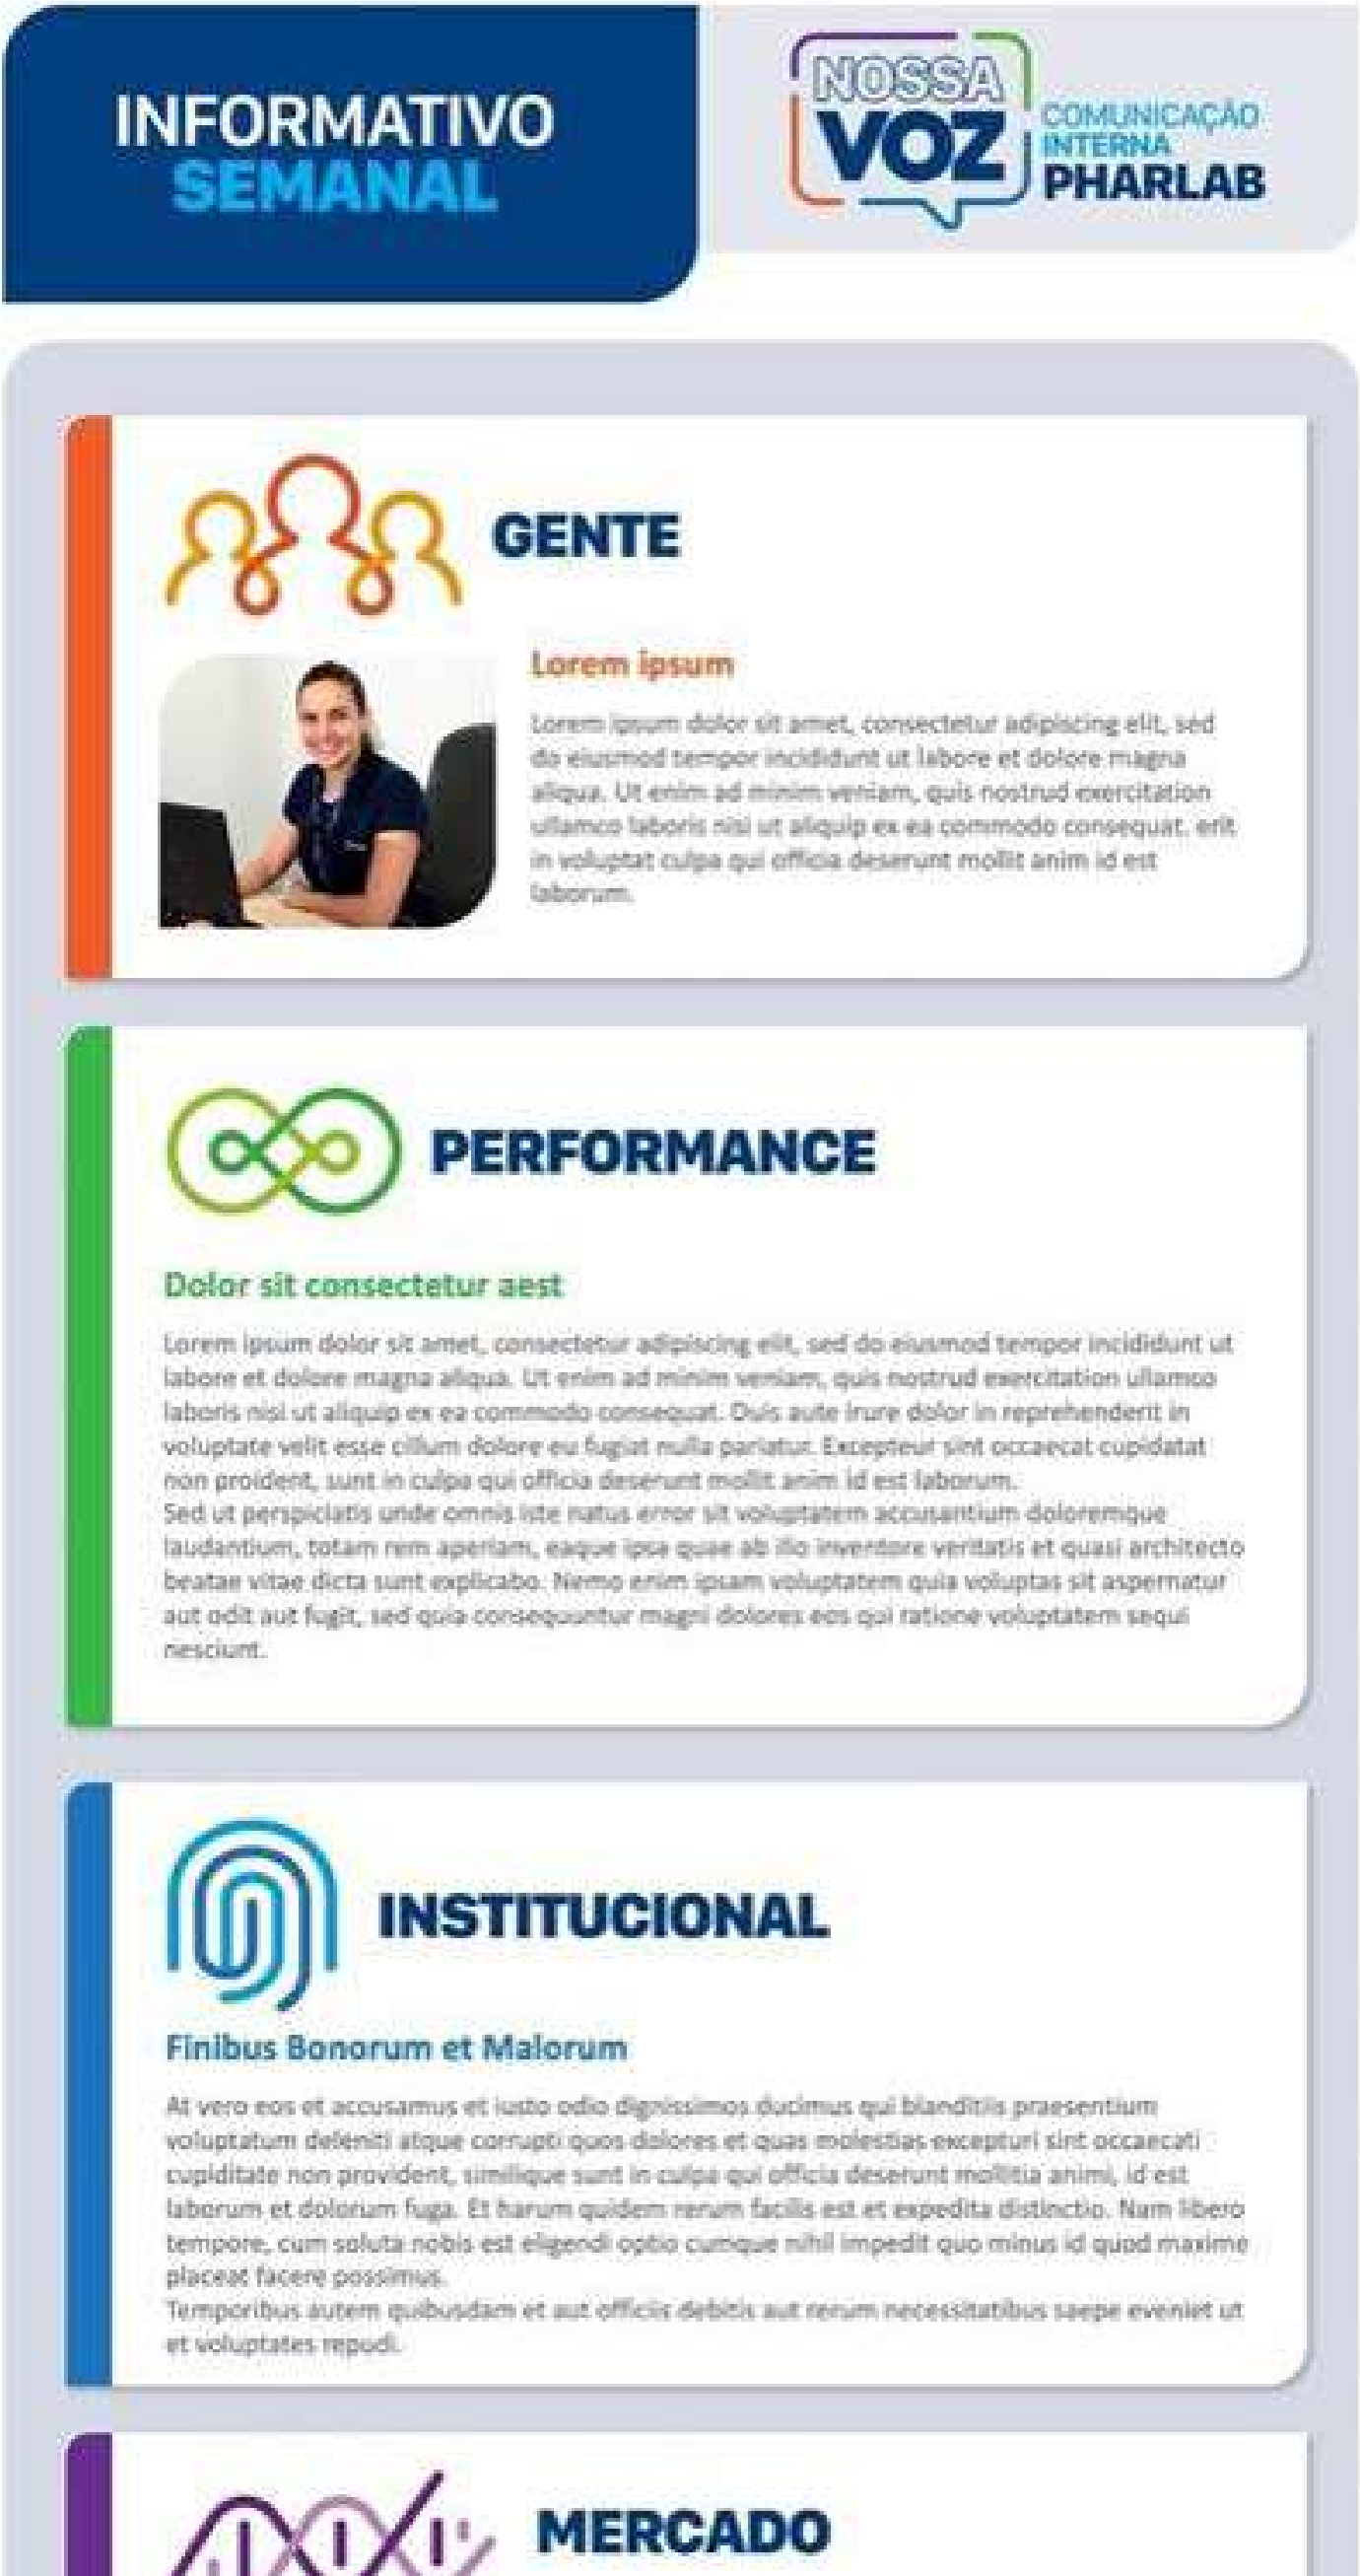 INFORMATIVO
SEMANAL
NOSSA
VOZ
COMUNICAÇÃO
INTERNA
PHARLAB
GENTE
Lorem ipsum
Lorem ipsum dolor sit amet, consectetur adipiscing elit, sed
do eiusmod tempor incididunt ut labore et dolore magna
aliqua. Ut enim ad minim veniam, quis nostrud exercitation
ullamco laboris nisi ut aliquip ex ea commodo consequat. erit
in voluptat culpa qui officia deserunt mollit anim id est
laborum.
PERFORMANCE
Dolor sit consectetur aest
Lorem ipsum dolor sit amet, consectetur adipiscing elit, sed do eiusmod tempor incididunt ut
labore et dolore magna aliqua. Ut enim ad minim veniam, quis nostrud exercitation ullamco
laboris nisi ut aliquip ex ea commodo consequat. Duis aute irure dolor in reprehenderit in
voluptate velit esse cillum dolore eu fugiat nulla pariatur. Excepteur sint occaecat cupidatat
non proident, sunt in culpa qui officia deserunt mollit anim id est laborum.
Sed ut perspiciatis unde omnis iste natus error sit voluptatem accusantium doloremque
laudantium, totam rem aperiam, eaque ipsa quae ab illo inventore veritatis et quasi architecto
beatae vitae dicta sunt explicabo. Nemo enim ipsam voluptatem quia voluptas sit aspernatur
aut odit aut fugit, sed quia consequuntur magni dolores eos qui ratione voluptatem sequi
nesciunt.
INSTITUCIONAL
Finibus Bonorum et Malorum
At vero eos et accusamus et iusto odio dignissimos ducimus qui blanditiis praesentium
voluptatum deleniti atque corrupti quos dolores et quas molestias excepturi sint occaecati
cupiditate non provident, similique sunt in culpa qui officia deserunt mollitia animi, id est
laborum et dolorum fuga. Et harum quidem rerum facilis est et expedita distinctio. Nam libero
tempore, cum soluta nobis est eligendi optio cumque nihil impedit quo minus id quod maxime
placeat facere possimus.
Temporibus autem quibusdam et aut officiis debitis aut rerum necessitatibus saepe eveniet ut
et voluptates repudi.
MERCADO